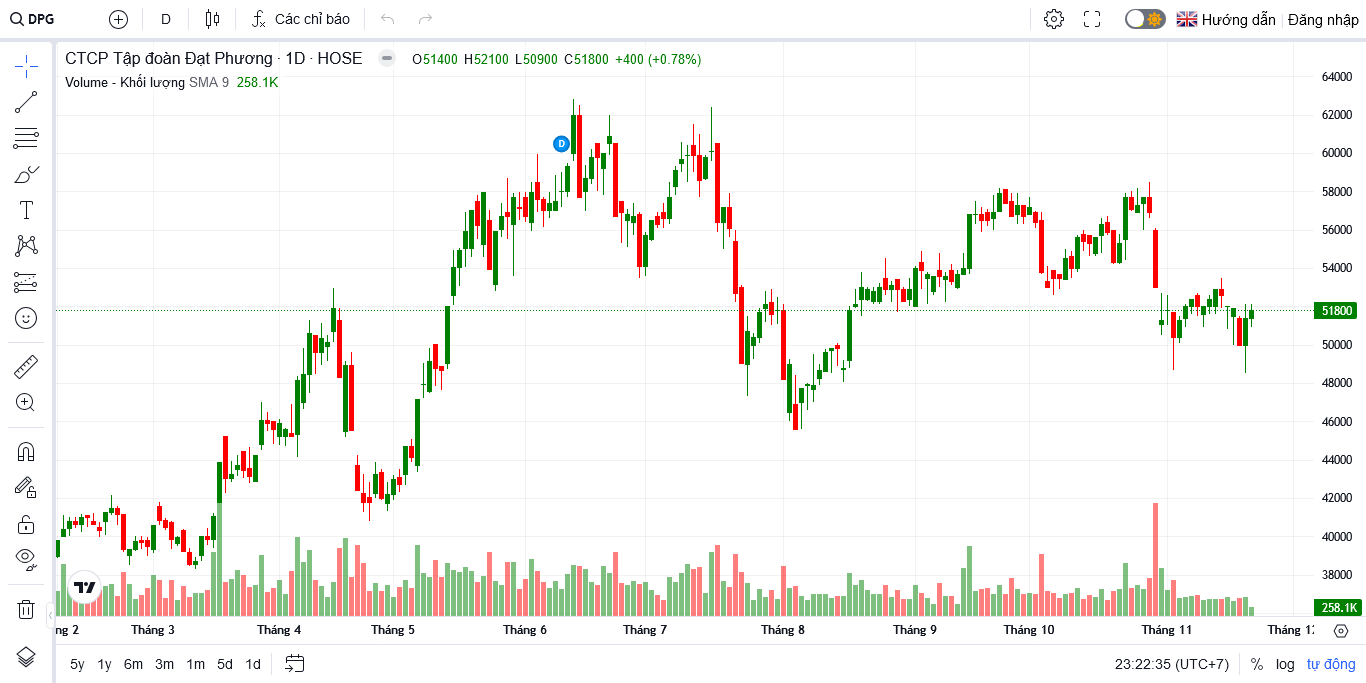 DPG D Các chỉ báo Hướng dẫn Đăng nhập
CTCP Tập đoàn Đạt Phương · 1D · HOSE O51400 H52100 L50900 C51800 +400 (+0.78%)
Volume - Khối lượng SMA 9 258.1K
D
64000
62000
60000
58000
56000
54000
51800
50000
48000
46000
44000
42000
40000
38000
258.1K
ng 2 Tháng 3 Tháng 4 Tháng 5 Tháng 6 Tháng 7 Tháng 8 Tháng 9 Tháng 10 Tháng 11 Tháng 12
5y 1y 6m 3m 1m 5d 1d 23:22:35 (UTC+7) % log tự động